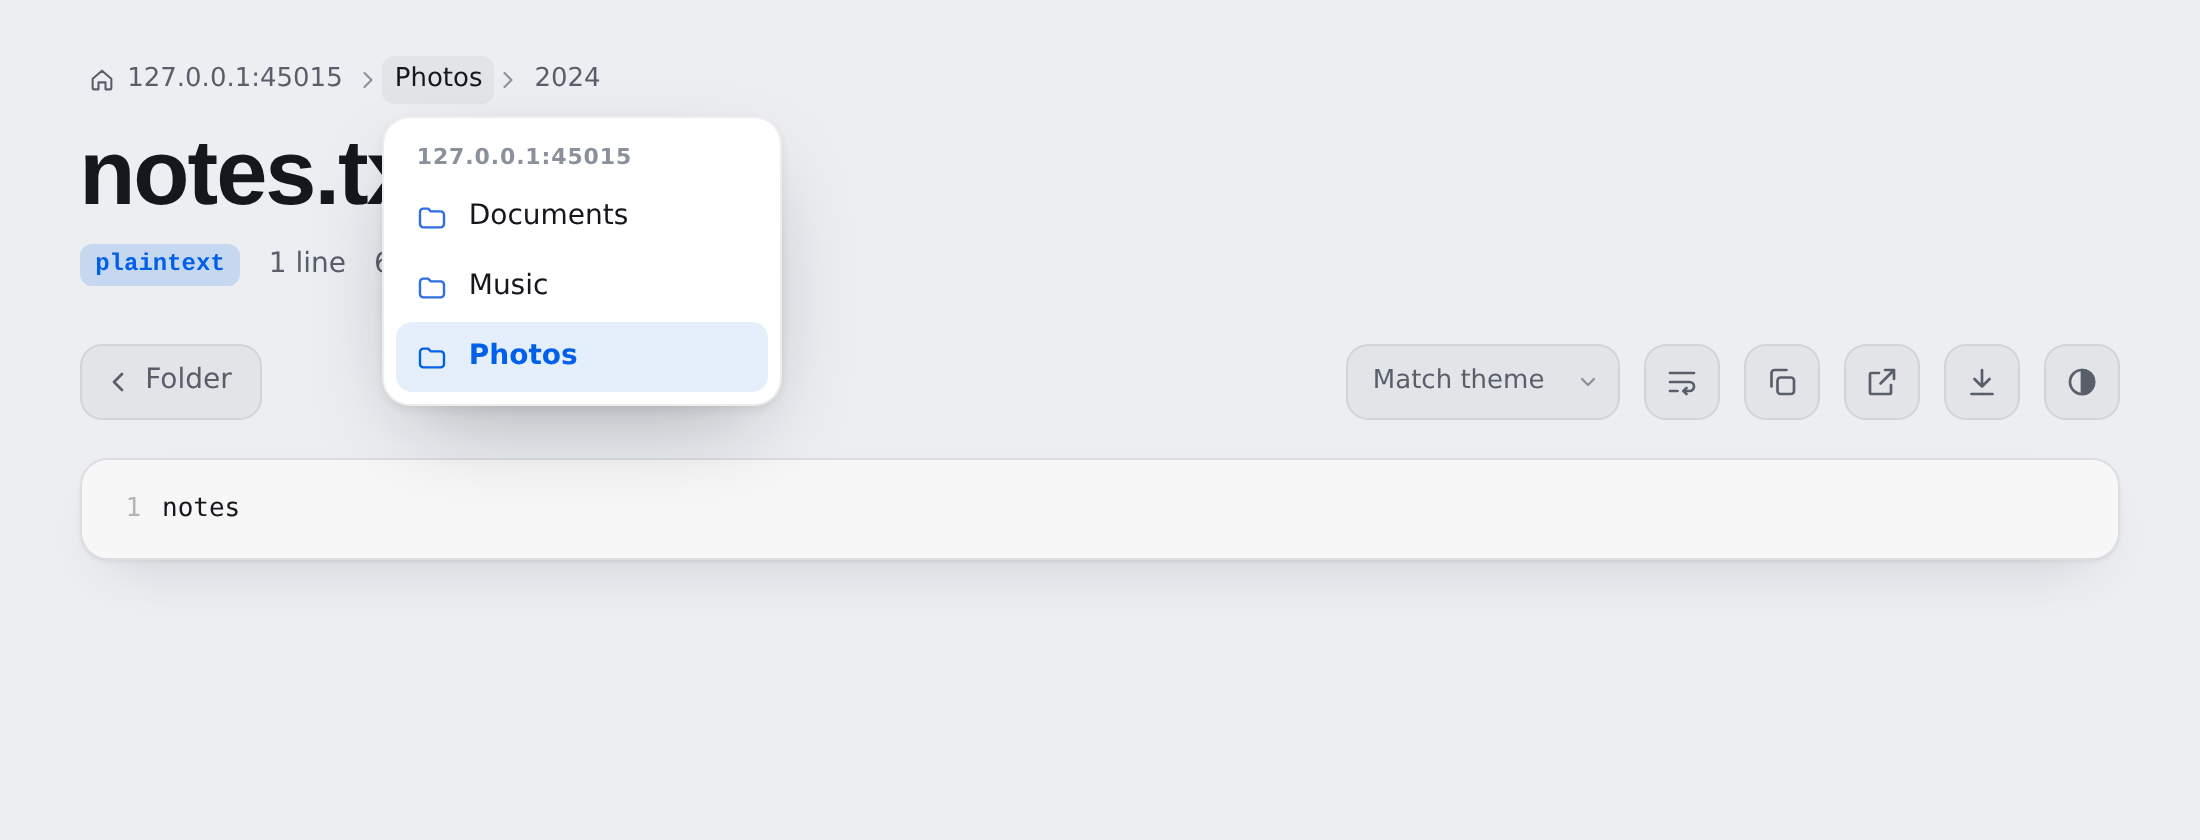 127.0.0.1:45015 Photos 2024
127.0.0.1:45015
Documents
Music
Photos
plaintext 1 line
Folder
Match theme
1 notes